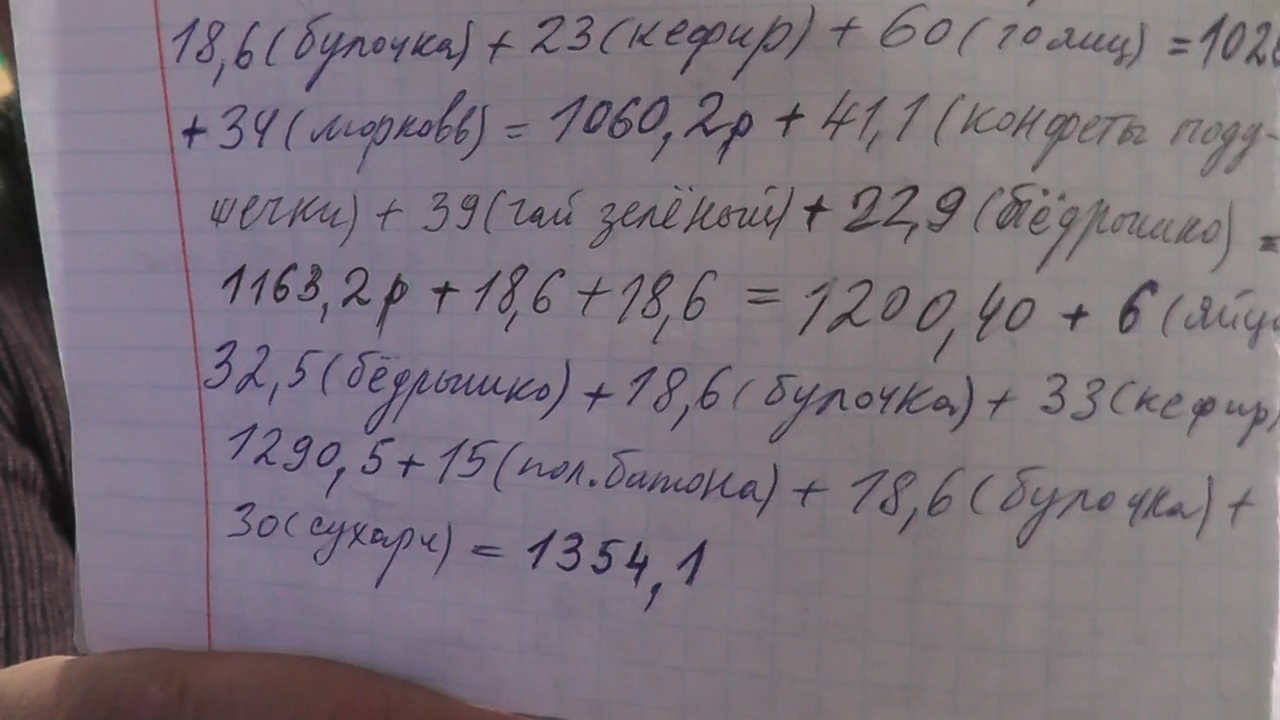 18,6 (булочка) + 23 (кефир) + 60 (голяц) = 102
+ 34 (морковь) = 1060,2р + 41,1 (конфеты поду-
шечки) + 39 (чай зелёный) + 22,9 (бёдрышко) =
1163,2р + 18,6 + 18,6 = 1200,40 + 6 (яйцо
32,5 (бёдрышко) + 18,6 (булочка) + 33 (кефир)
1290,5 + 15 (пол. батона) + 18,6 (булочка) +
30 (сухари) = 1354,1